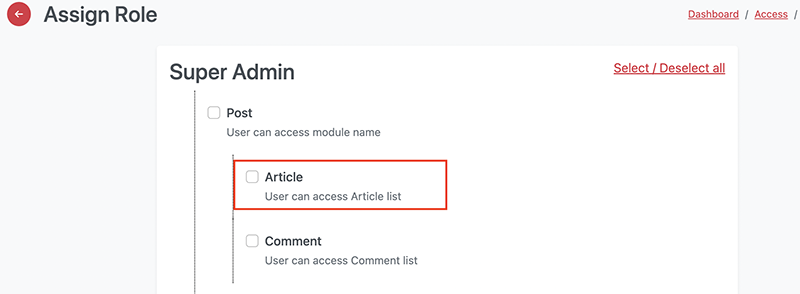 Assign Role
Dashboard / Access /
Super Admin
Select / Deselect all
Post
User can access module name
Article
User can access Article list
Comment
User can access Comment list